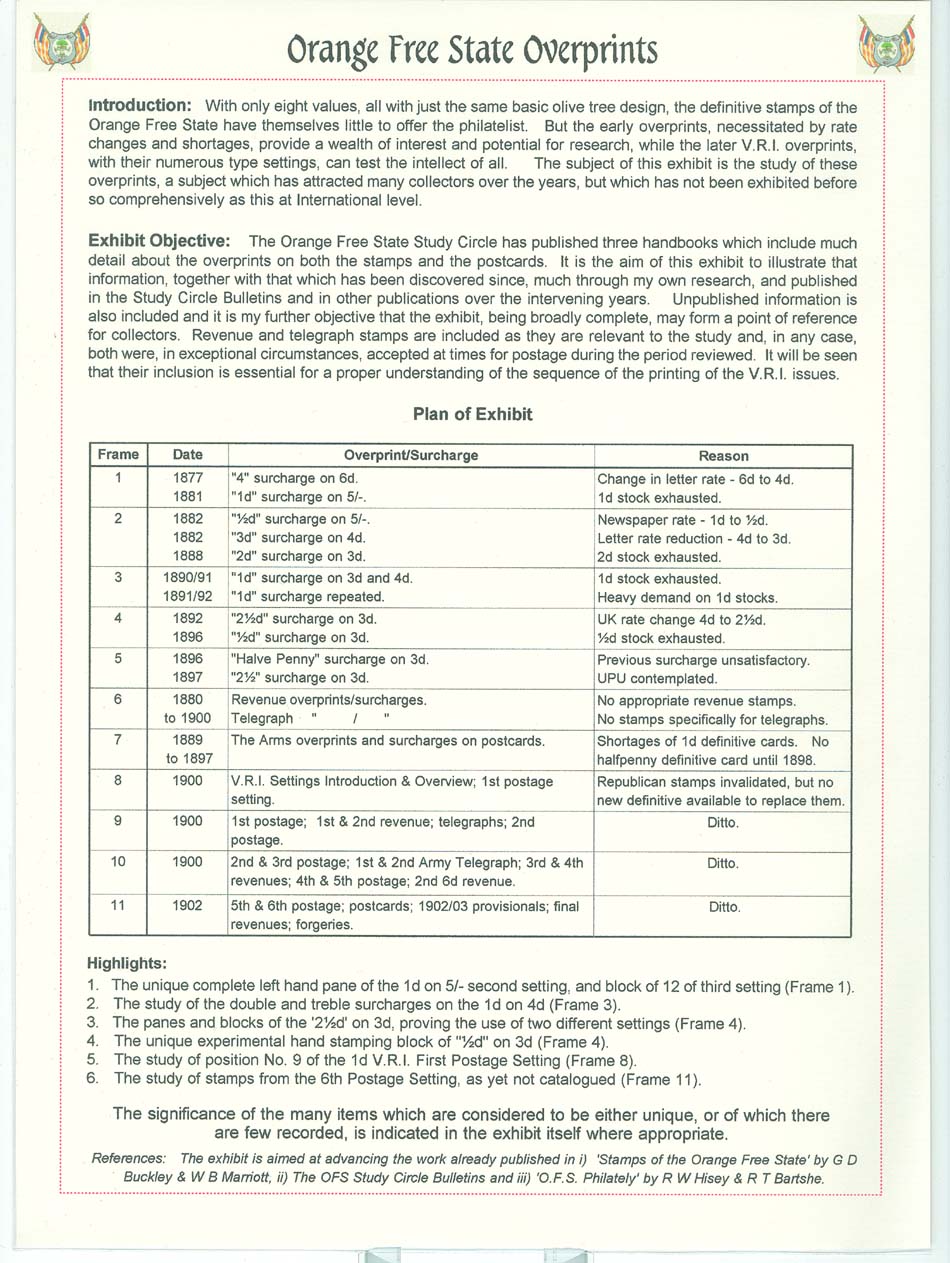 Orange Free State Overprints
Introduction: With only eight values, all with just the same basic olive tree design, the definitive stamps of the
Orange Free State have themselves little to offer the philatelist. But the early overprints, necessitated by rate
changes and shortages, provide a wealth of interest and potential for research, while the later V.R.I. overprints,
with their numerous type settings, can test the intellect of all. The subject of this exhibit is the study of these
overprints, a subject which has attracted many collectors over the years, but which has not been exhibited before
so comprehensively as this at International level.
Exhibit Objective: The Orange Free State Study Circle has published three handbooks which include much
detail about the overprints on both the stamps and the postcards. It is the aim of this exhibit to illustrate that
information, together with that which has been discovered since, much through my own research, and published
in the Study Circle Bulletins and in other publications over the intervening years. Unpublished information is
also included and it is my further objective that the exhibit, being broadly complete, may form a point of reference
for collectors. Revenue and telegraph stamps are included as they are relevant to the study and, in any case,
both were, in exceptional circumstances, accepted at times for postage during the period reviewed. It will be seen
that their inclusion is essential for a proper understanding of the sequence of the printing of the V.R.I. issues.
Plan of Exhibit
Frame Date Overprint/Surcharge Reason
1 1877 "4" surcharge on 6d. Change in letter rate - 6d to 4d.
1881 "1d" surcharge on 5/-. 1d stock exhausted.
2 1882 "½d" surcharge on 5/-. Newspaper rate - 1d to ½d.
1882 "3d" surcharge on 4d. Letter rate reduction - 4d to 3d.
1888 "2d" surcharge on 3d. 2d stock exhausted.
3 1890/91 "1d" surcharge on 3d and 4d. 1d stock exhausted.
1891/92 "1d" surcharge repeated. Heavy demand on 1d stocks.
4 1892 "2½d" surcharge on 3d. UK rate change 4d to 2½d.
1896 "½d" surcharge on 3d. ½d stock exhausted.
5 1896 "Halve Penny" surcharge on 3d. Previous surcharge unsatisfactory.
1897 "2½" surcharge on 3d. UPU contemplated.
6 1880 Revenue overprints/surcharges. No appropriate revenue stamps.
to 1900 Telegraph " / " No stamps specifically for telegraphs.
7 1889 The Arms overprints and surcharges on postcards. Shortages of 1d definitive cards. No
to 1897 halfpenny definitive card until 1898.
8 1900 V.R.I. Settings Introduction & Overview; 1st postage Republican stamps invalidated, but no
setting. new definitive available to replace them.
9 1900 1st postage; 1st & 2nd revenue; telegraphs; 2nd Ditto.
postage.
10 1900 2nd & 3rd postage; 1st & 2nd Army Telegraph; 3rd & 4th Ditto.
revenues; 4th & 5th postage; 2nd 6d revenue.
11 1902 5th & 6th postage; postcards; 1902/03 provisionals; final Ditto.
revenues; forgeries.
Highlights:
1. The unique complete left hand pane of the 1d on 5/- second setting, and block of 12 of third setting (Frame 1).
2. The study of the double and treble surcharges on the 1d on 4d (Frame 3).
3. The panes and blocks of the '2½d' on 3d, proving the use of two different settings (Frame 4).
4. The unique experimental hand stamping block of "½d" on 3d (Frame 4).
5. The study of position No. 9 of the 1d V.R.I. First Postage Setting (Frame 8).
6. The study of stamps from the 6th Postage Setting, as yet not catalogued (Frame 11).
The significance of the many items which are considered to be either unique, or of which there
are few recorded, is indicated in the exhibit itself where appropriate.
References: The exhibit is aimed at advancing the work already published in i) 'Stamps of the Orange Free State' by G D
Buckley & W B Marriott, ii) The OFS Study Circle Bulletins and iii) 'O.F.S. Philately' by R W Hisey & R T Bartshe.